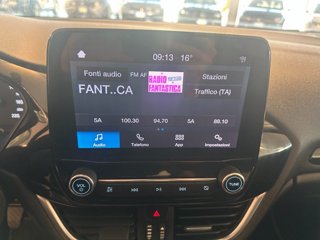 09:13 16°
Fonti audio FM AF Stazioni
RADIO
FANTASTICA
FANT..CA
Traffico (TA)
5A 100.30 94.70 5A 88.10
Audio Telefono App Impostazioni
VOL TUNE